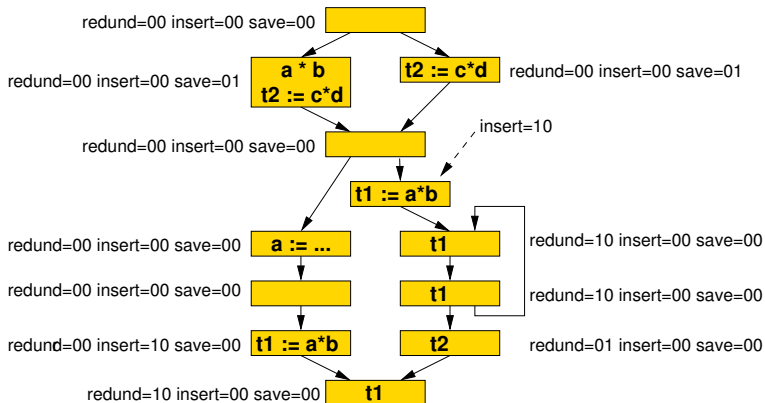 redund=00 insert=00 save=00
redund=00 insert=00 save=01
a * b
t2 := c*d
t2 := c*d
redund=00 insert=00 save=01
redund=00 insert=00 save=00
insert=10
t1 := a*b
redund=00 insert=00 save=00
a := ...
t1
redund=10 insert=00 save=00
redund=00 insert=00 save=00
t1
redund=10 insert=00 save=00
redund=00 insert=10 save=00
t1 := a*b
t2
redund=01 insert=00 save=00
redund=10 insert=00 save=00
t1